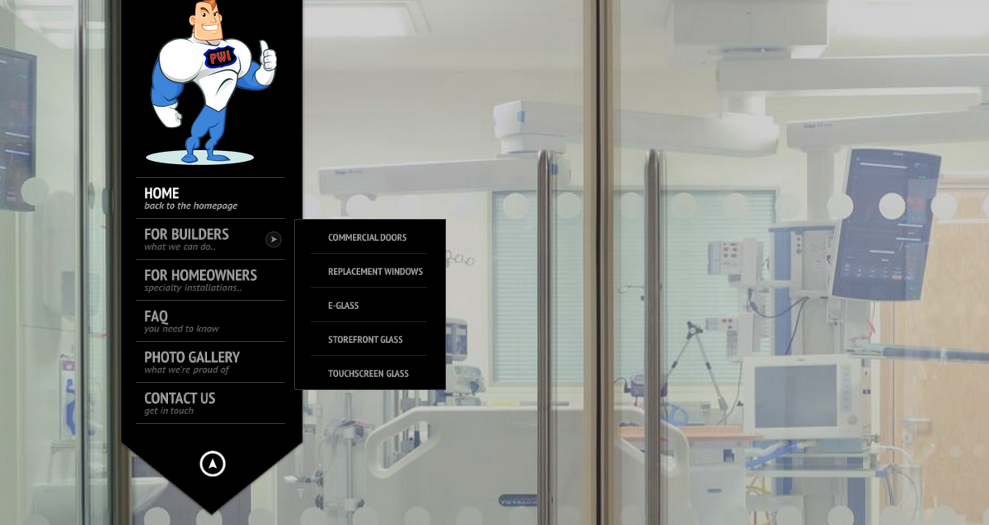 PWI
HOME
back to the homepage
FOR BUILDERS
what we can do..
FOR HOMEOWNERS
specialty installations..
FAQ
you need to know
PHOTO GALLERY
what we're proud of
CONTACT US
get in touch
COMMERCIAL DOORS
REPLACEMENT WINDOWS
E-GLASS
STOREFRONT GLASS
TOUCHSCREEN GLASS